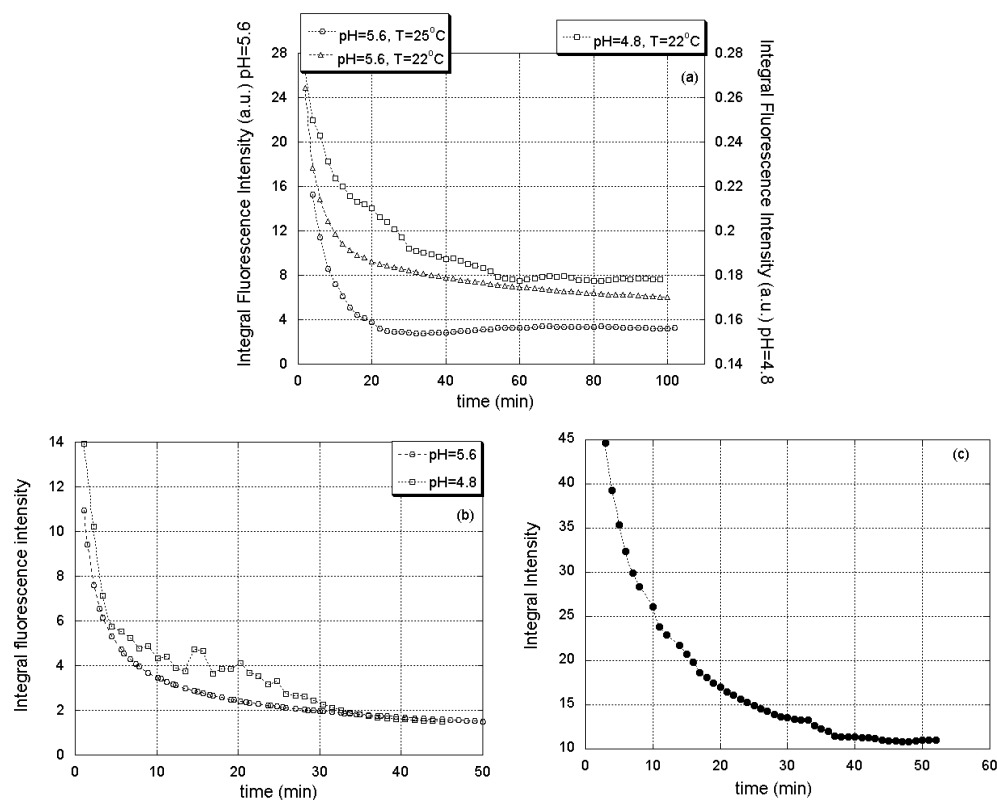 pH=5.6, T=25⁰C
pH=5.6, T=22⁰C
pH=4.8, T=22⁰C
(a)
Integral Fluorescence Intensity (a.u.) pH=5.6
28
24
20
16
12
8
4
0
0.28
0.26
0.24
0.22
0.2
0.18
0.16
0.14
Integral Fluorescence Intensity (a.u.) pH=4.8
0 20 40 60 80 100
time (min)
pH=5.6
pH=4.8
(b)
Integral fluorescence intensity
14
12
10
8
6
4
2
0
0 10 20 30 40 50
time (min)
(c)
Integral Intensity
45
40
35
30
25
20
15
10
0 10 20 30 40 50 60
time (min)